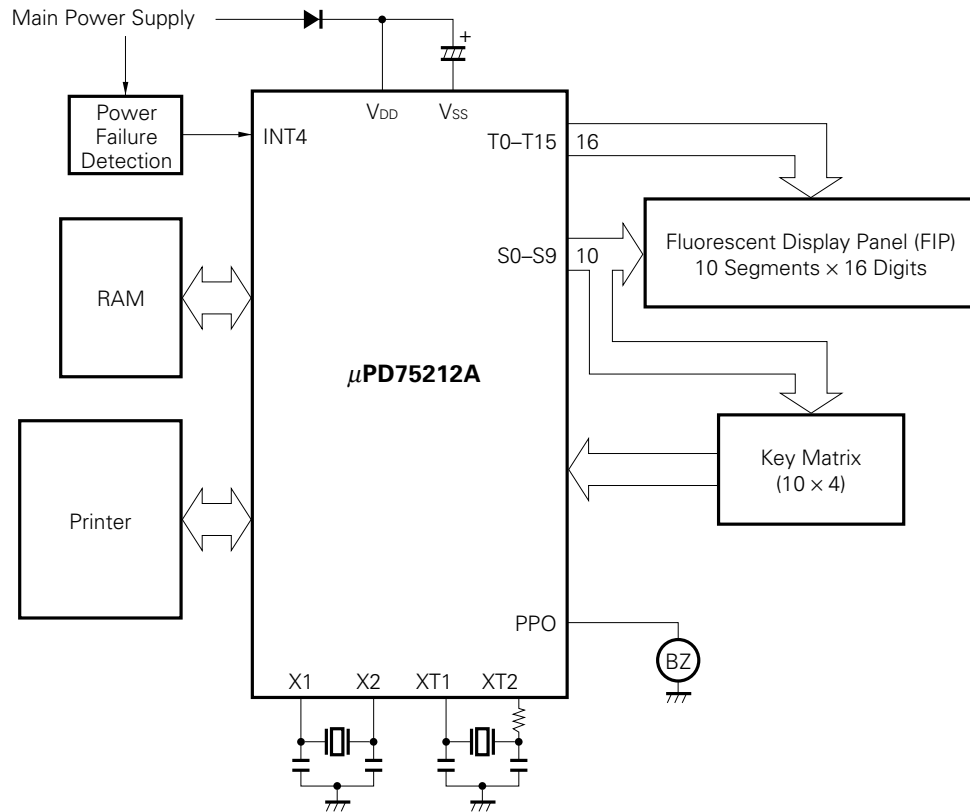 Main Power Supply
+
Power
Failure
Detection
INT4
VDD
VSS
T0–T15
16
Fluorescent Display Panel (FIP)
10 Segments × 16 Digits
S0–S9
10
RAM
μPD75212A
Key Matrix
(10 × 4)
Printer
PPO
BZ
X1
X2
XT1
XT2